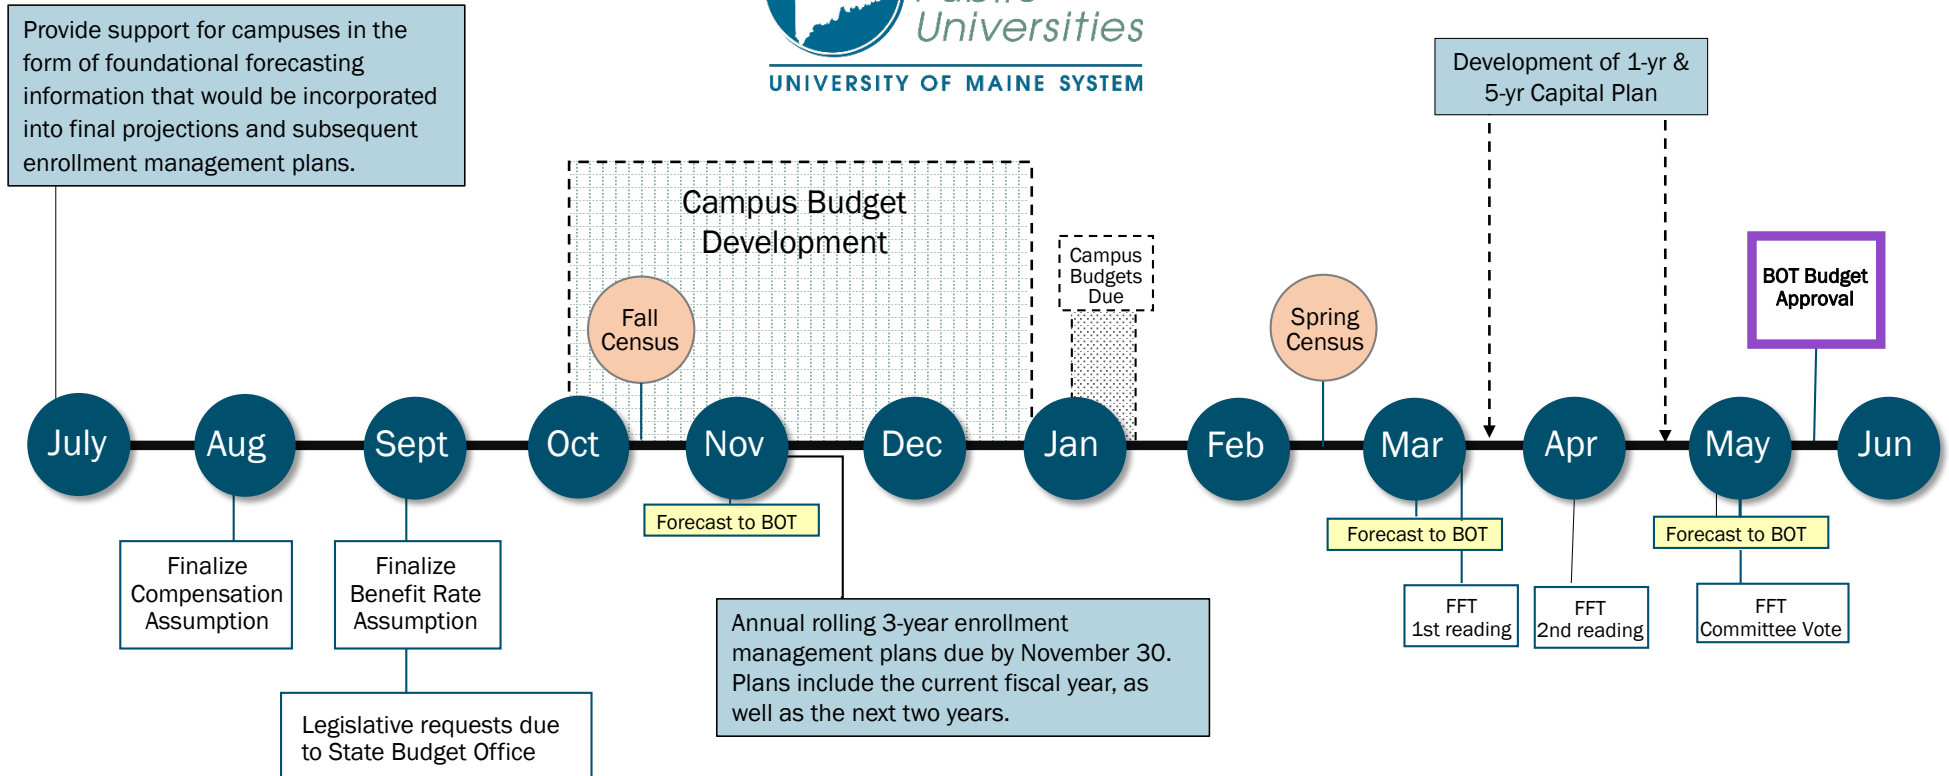 Public
Universities
UNIVERSITY OF MAINE SYSTEM
Provide support for campuses in the
form of foundational forecasting
information that would be incorporated
into final projections and subsequent
enrollment management plans.
Development of 1-yr &
5-yr Capital Plan
Campus Budget
Development
Campus
Budgets
Due
BOT Budget
Approval
Fall
Census
Spring
Census
July
Aug
Sept
Oct
Nov
Dec
Jan
Feb
Mar
Apr
May
Jun
Forecast to BOT
Forecast to BOT
Forecast to BOT
Finalize
Compensation
Assumption
Finalize
Benefit Rate
Assumption
FFT
1st reading
FFT
2nd reading
FFT
Committee Vote
Annual rolling 3-year enrollment
management plans due by November 30.
Plans include the current fiscal year, as
well as the next two years.
Legislative requests due
to State Budget Office